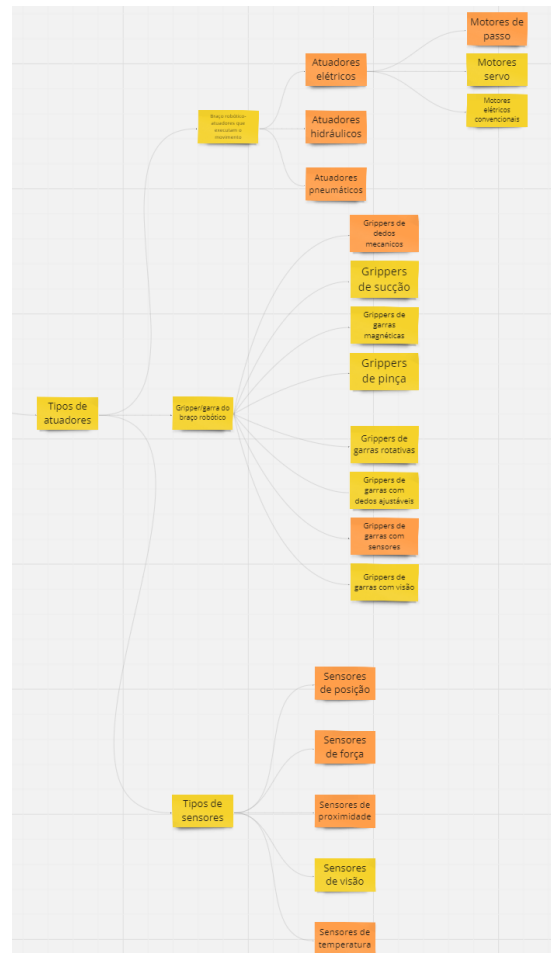 Motores de
passo
Atuadores
elétricos
Motores
servo
Motores
elétricos
convencionais
Braço robótico-
atuadores que
executam o
movimento
Atuadores
hidráulicos
Atuadores
pneumáticos
Grippers de
dedos
mecanicos
Grippers
de sucção
Grippers de
garras
magnéticas
Grippers
de pinça
Tipos de
atuadores
Gripper/garra do
braço robótico
Grippers de
garras rotativas
Grippers de
garras com
dedos ajustáveis
Grippers de
garras com
sensores
Grippers de
garras com visão
Sensores
de posição
Sensores
de força
Tipos de
sensores
Sensores de
proximidade
Sensores
de visão
Sensores de
temperatura